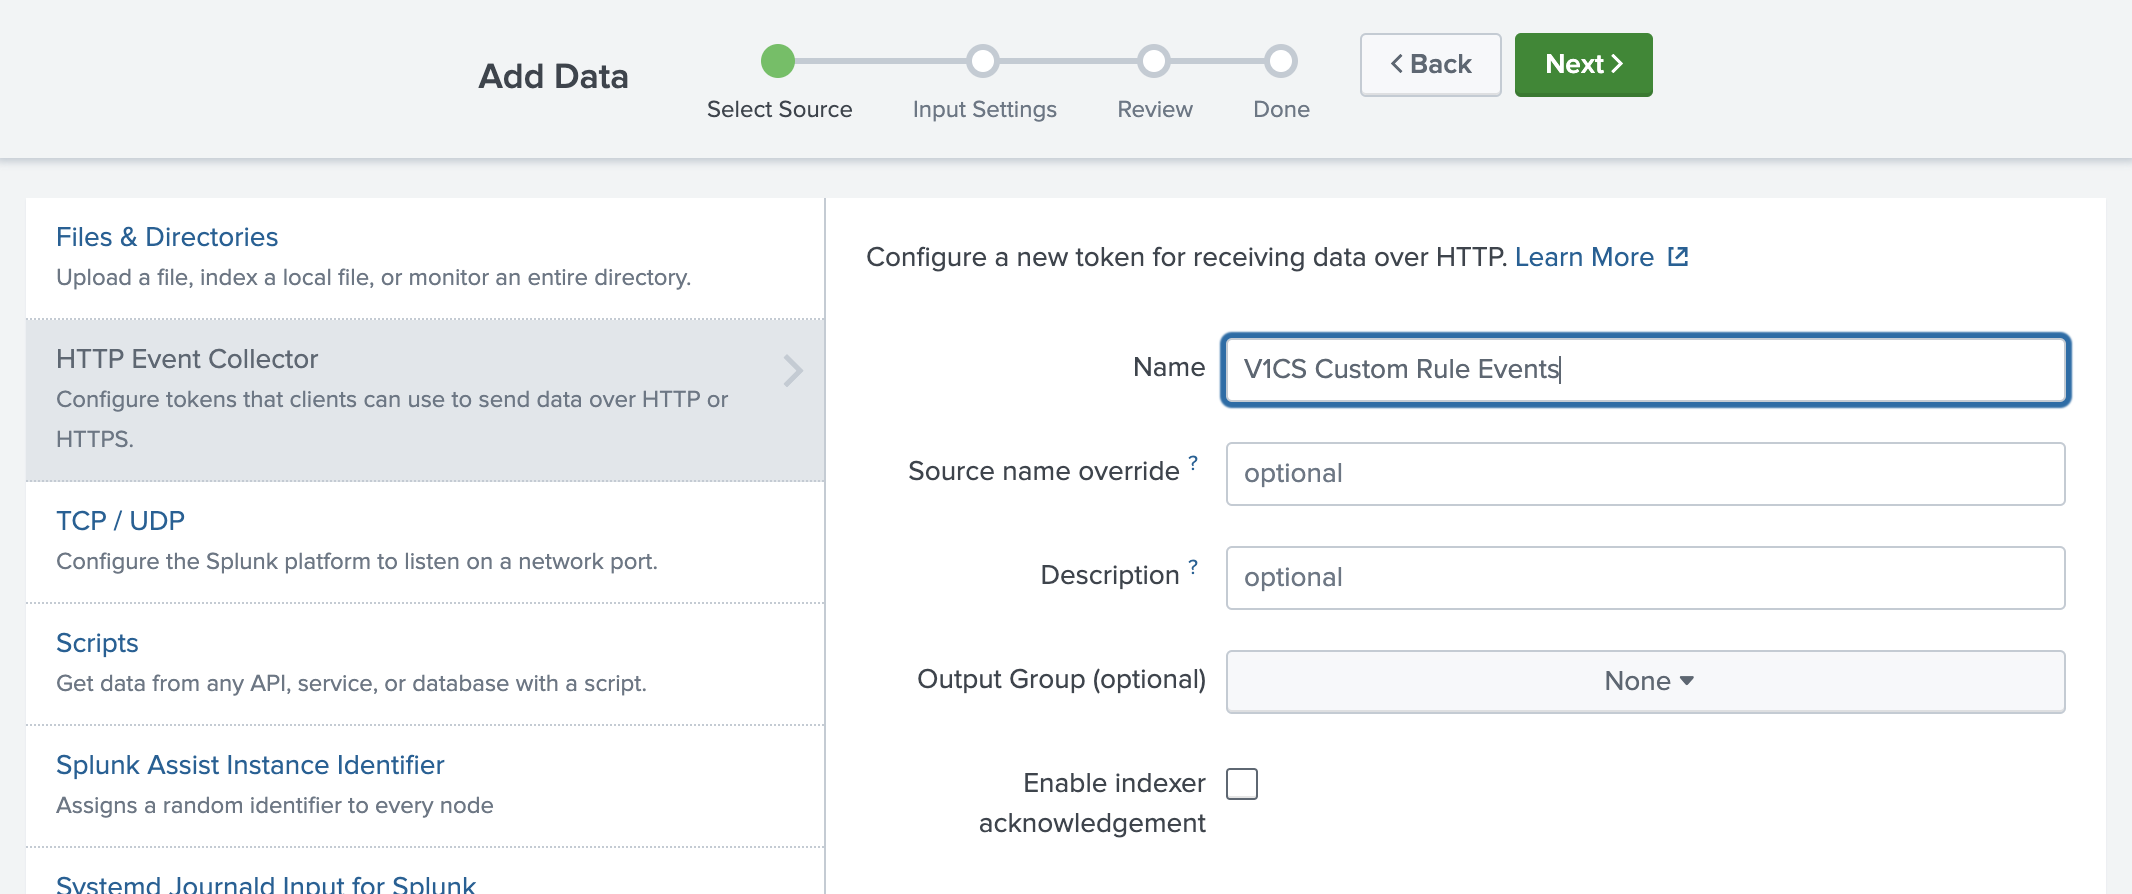 Add Data
Select Source
Input Settings
Review
Done
Back
Next
Files & Directories
Upload a file, index a local file, or monitor an entire directory.
HTTP Event Collector
Configure tokens that clients can use to send data over HTTP or
HTTPS.
TCP / UDP
Configure the Splunk platform to listen on a network port.
Scripts
Get data from any API, service, or database with a script.
Splunk Assist Instance Identifier
Assigns a random identifier to every node
Systemd Journald Input for Splunk
Configure a new token for receiving data over HTTP. Learn More
Name
V1CS Custom Rule Events
Source name override ?
optional
Description ?
optional
Output Group (optional)
None
Enable indexer
acknowledgement